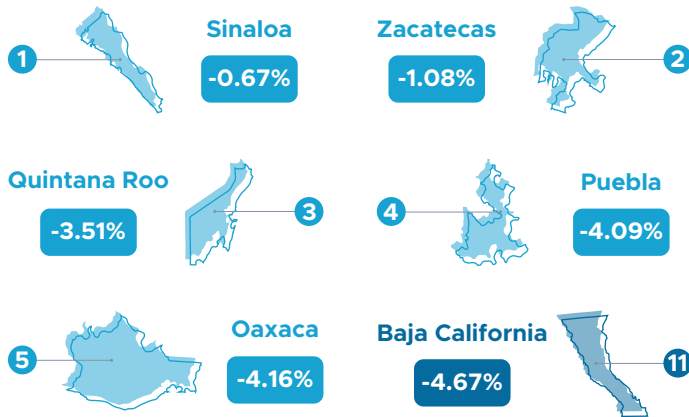 1
Sinaloa
-0.67%
Zacatecas
-1.08%
2
Quintana Roo
-3.51%
3
4
Puebla
-4.09%
5
Oaxaca
-4.16%
Baja California
-4.67%
11